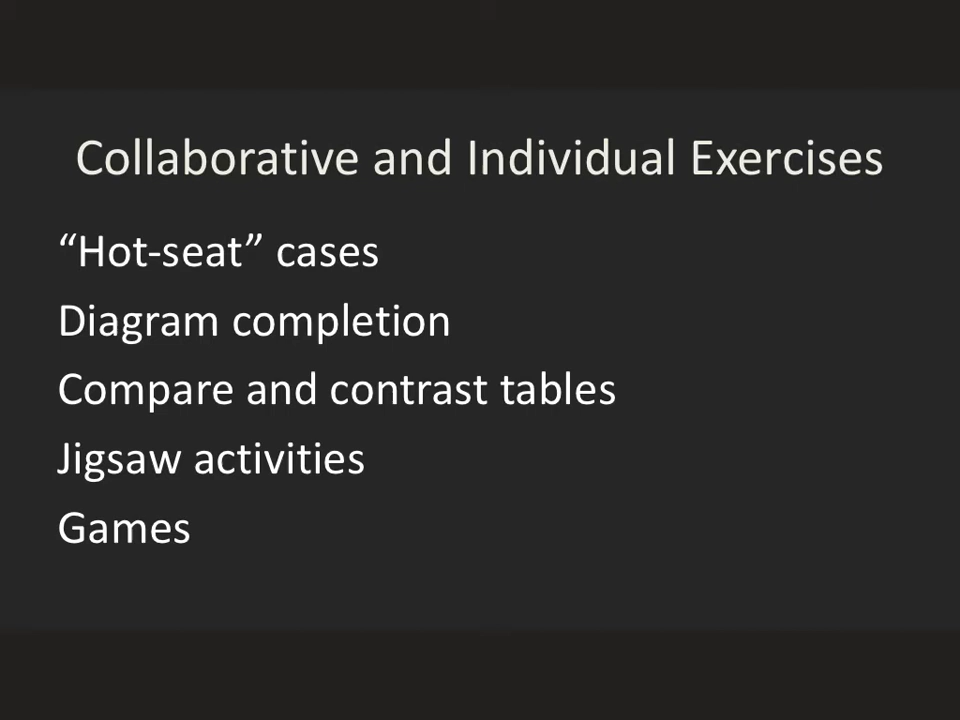 Collaborative and Individual Exercises
“Hot-seat” cases
Diagram completion
Compare and contrast tables
Jigsaw activities
Games